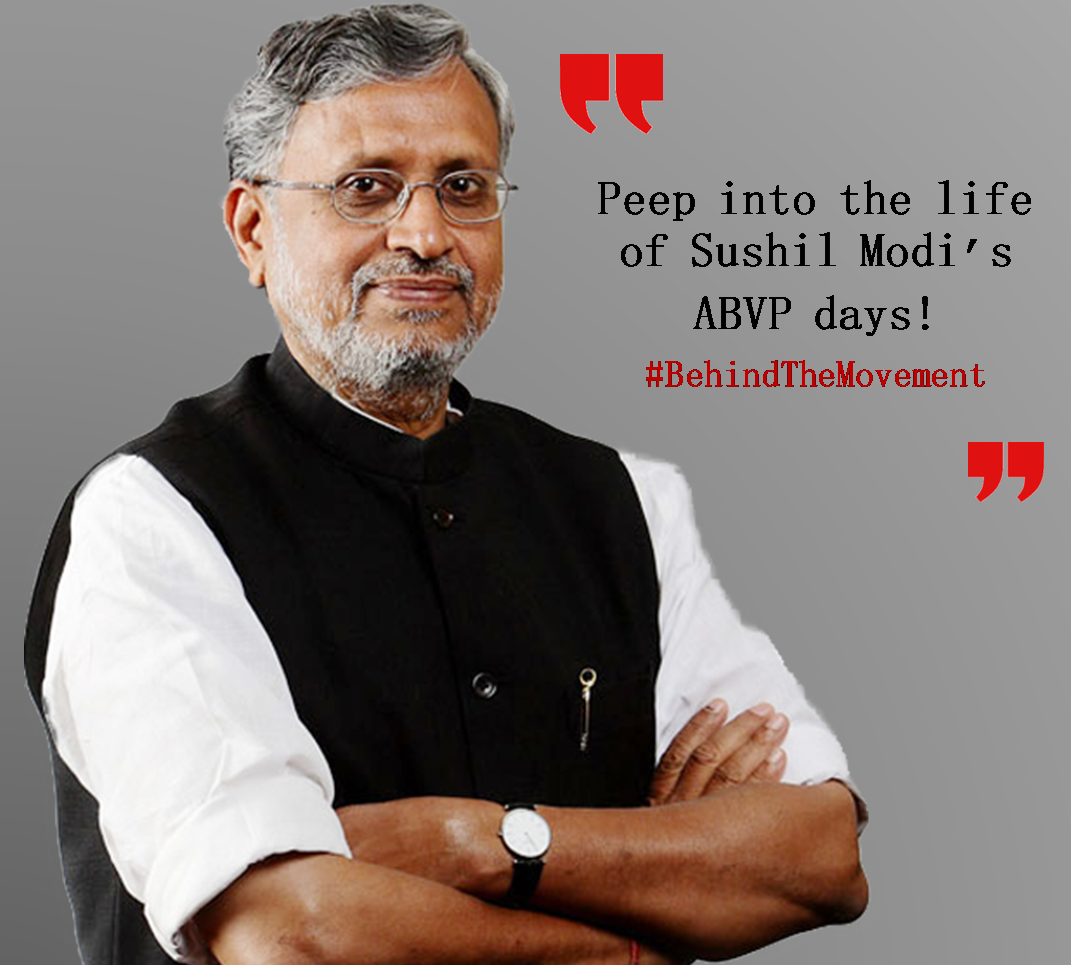 Peep into the life
of Sushil Modi's
ABVP days!
#BehindTheMovement